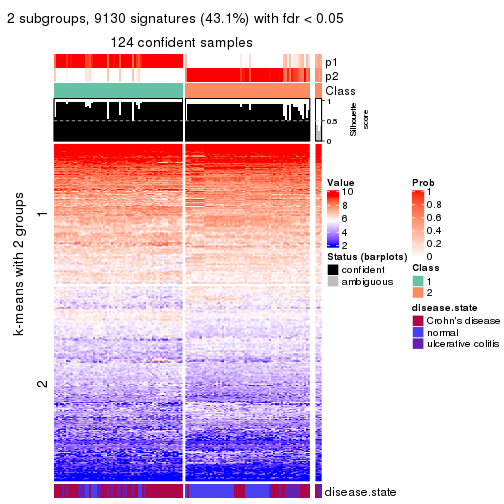 2 subgroups, 9130 signatures (43.1%) with fdr < 0.05
124 confident samples
p1
p2
Class
1
0.5
0
Silhouette
score
k-means with 2 groups
1
2
Value
10
8
6
4
2
Status (barplots)
confident
ambiguous
Prob
1
0.8
0.6
0.4
0.2
0
Class
1
2
disease.state
Crohn's disease
normal
ulcerative colitis
disease.state